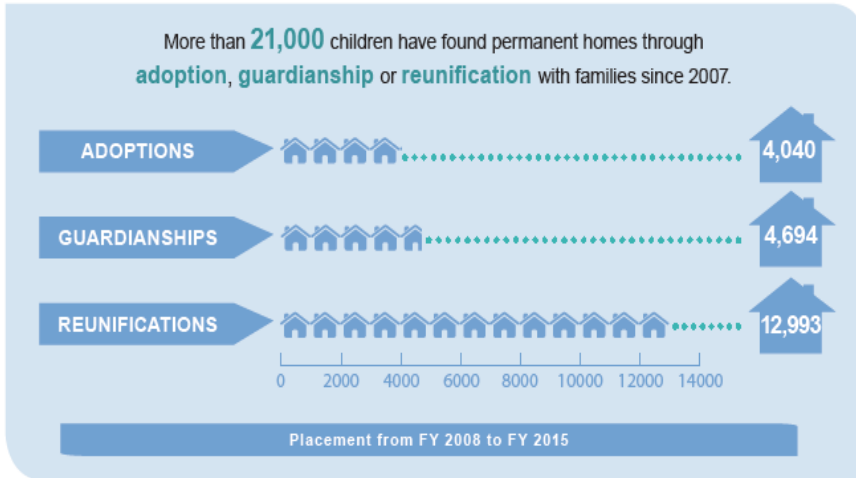 More than 21,000 children have found permanent homes through
adoption, guardianship or reunification with families since 2007.
ADOPTIONS
4,040
GUARDIANSHIPS
4,694
REUNIFICATIONS
12,993
0 2000 4000 6000 8000 10000 12000 14000
Placement from FY 2008 to FY 2015